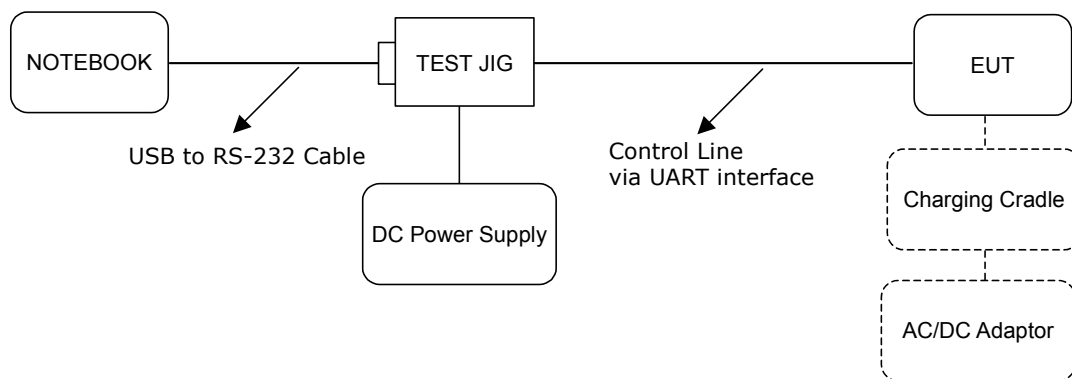 NOTEBOOK
TEST JIG
EUT
USB to RS-232 Cable
Control Line
via UART interface
DC Power Supply
Charging Cradle
AC/DC Adaptor